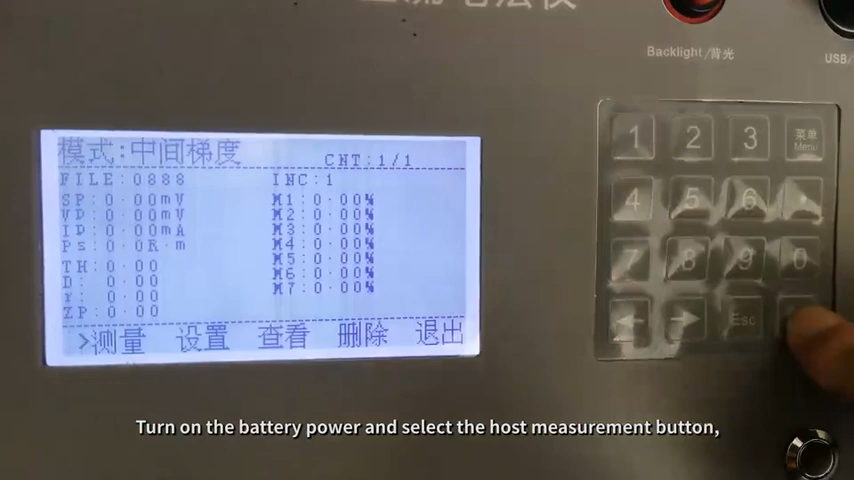 Backlight/背光
USB/
模式:中间梯度
CNT:1/1
FILE:0888
INC:1
SP:0.00mV
M1:0.00%
VP:0.00mV
M2:0.00%
IP:0.00mA
M3:0.00%
Ps:0.0R·m
M4:0.00%
M5:0.00%
TH:0.00
M6:0.00%
D: 0.00
M7:0.00%
Y: 0.00
ZP:0.00
>测量 设置 查看 删除 退出
1 2 3 菜单
Menu
4 5 6 .
7 8 9 0
← → Esc
Turn on the battery power and select the host measurement button,